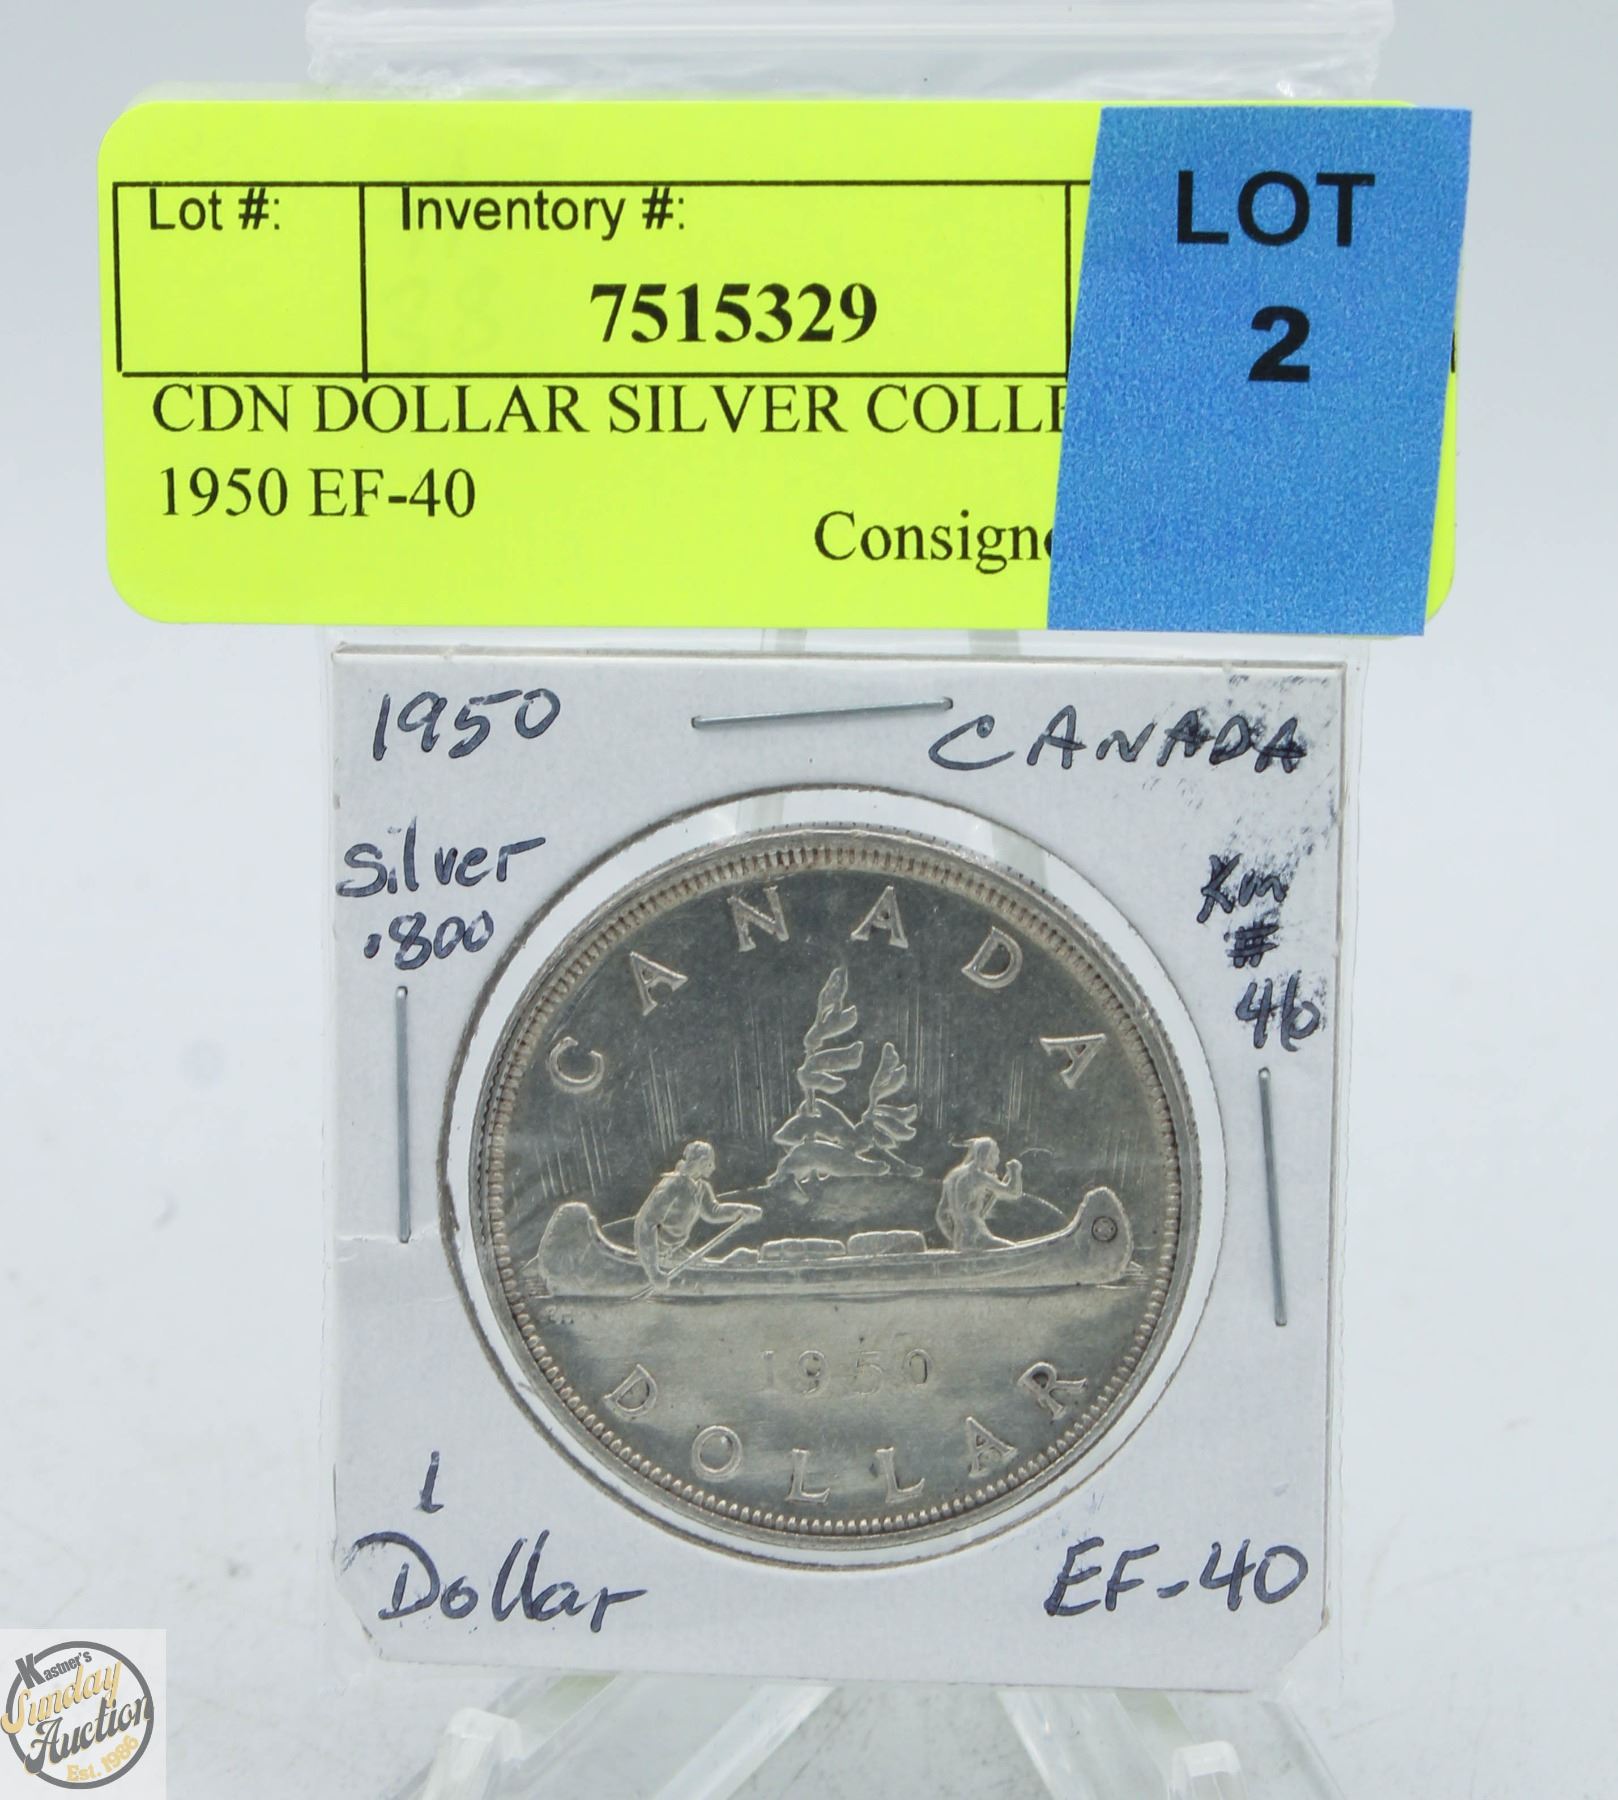 Lot #:
Inventory #:
7515329
LOT
2
CDN DOLLAR SILVER COLLE
1950 EF-40
Consigne
1950
CANADA
Silver
.800
Km
#
46
CANADA
1950
DOLLAR
1
Dollar
EF-40
Kastner's
Sunday
Auction
Est. 1986